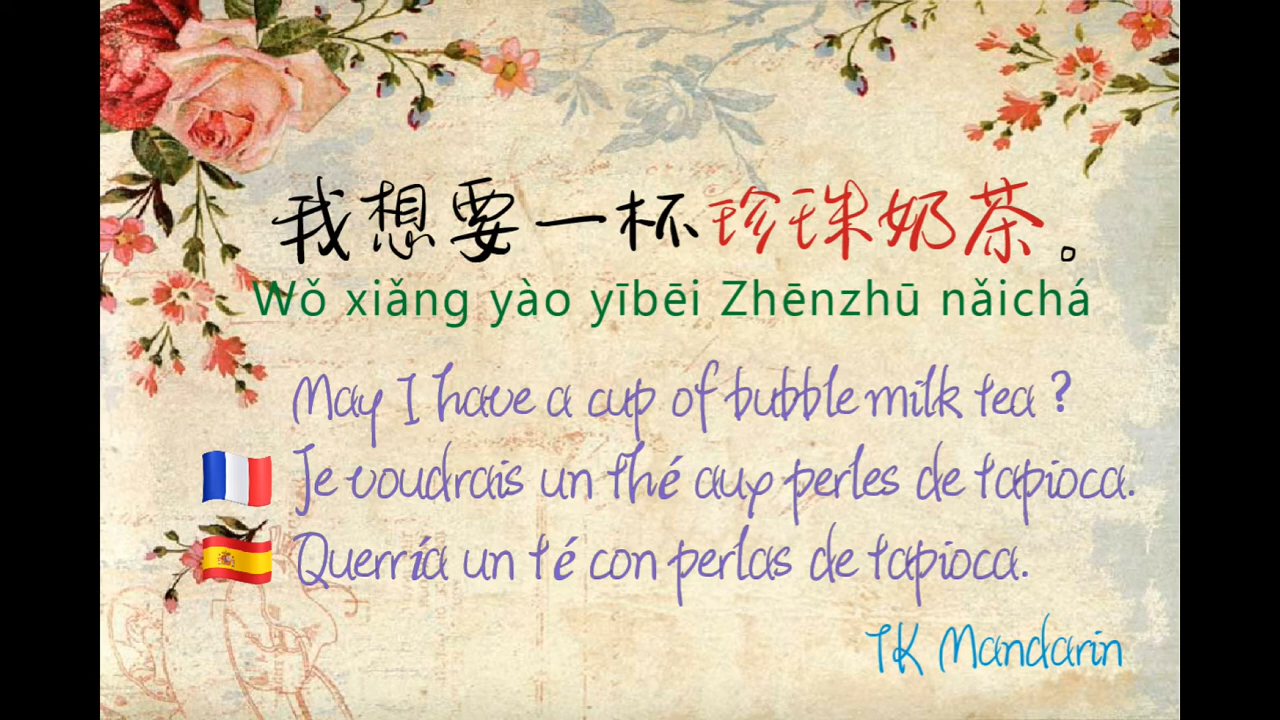 我想要一杯珍珠奶茶。
Wǒ xiǎng yào yībēi Zhēnzhū nǎichá
May I have a cup of bubble milk tea ?
Je voudrais un thé aux perles de tapioca.
Querría un té con perlas de tapioca.
TK Mandarin